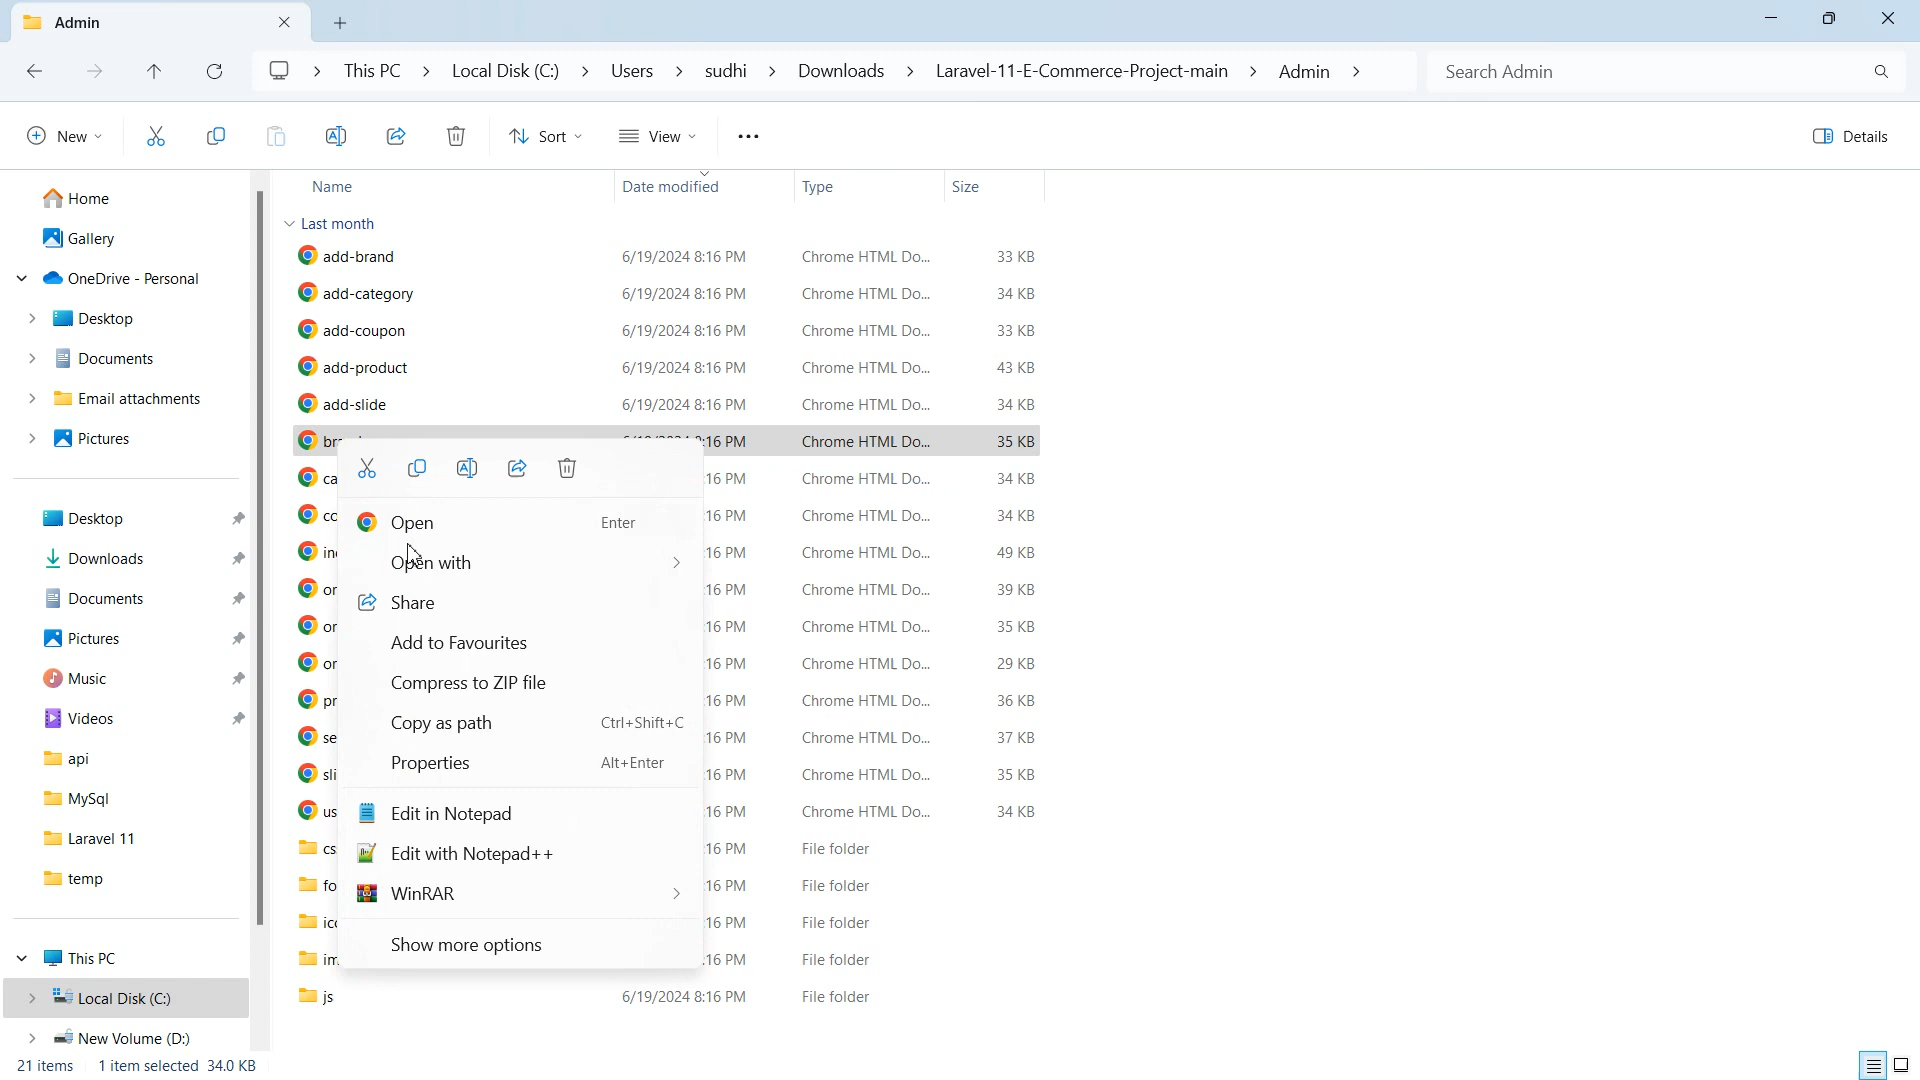 Admin
This PC > Local Disk (C:) > Users > sudhi > Downloads > Laravel-11-E-Commerce-Project-main > Admin >
Search Admin
New
Sort
View
Details
Home
Gallery
OneDrive - Personal
Desktop
Documents
Email attachments
Pictures
Desktop
Downloads
Documents
Pictures
Music
Videos
api
MySql
Laravel 11
temp
This PC
Local Disk (C:)
New Volume (D:)
Name Date modified Type Size
Last month
add-brand 6/19/2024 8:16 PM Chrome HTML Do... 33 KB
add-category 6/19/2024 8:16 PM Chrome HTML Do... 34 KB
add-coupon 6/19/2024 8:16 PM Chrome HTML Do... 33 KB
add-product 6/19/2024 8:16 PM Chrome HTML Do... 43 KB
add-slide 6/19/2024 8:16 PM Chrome HTML Do... 34 KB
:16 PM Chrome HTML Do... 35 KB
ca :16 PM Chrome HTML Do... 34 KB
co :16 PM Chrome HTML Do... 34 KB
:16 PM Chrome HTML Do... 49 KB
or :16 PM Chrome HTML Do... 39 KB
or :16 PM Chrome HTML Do... 35 KB
or :16 PM Chrome HTML Do... 29 KB
pr :16 PM Chrome HTML Do... 36 KB
se :16 PM Chrome HTML Do... 37 KB
sli :16 PM Chrome HTML Do... 35 KB
us :16 PM Chrome HTML Do... 34 KB
cs :16 PM File folder
fo :16 PM File folder
ico :16 PM File folder
im :16 PM File folder
js 6/19/2024 8:16 PM File folder
Open Enter
Open with
Share
Add to Favourites
Compress to ZIP file
Copy as path Ctrl+Shift+C
Properties Alt+Enter
Edit in Notepad
Edit with Notepad++
WinRAR
Show more options
21 items 1 item selected 34.0 KB